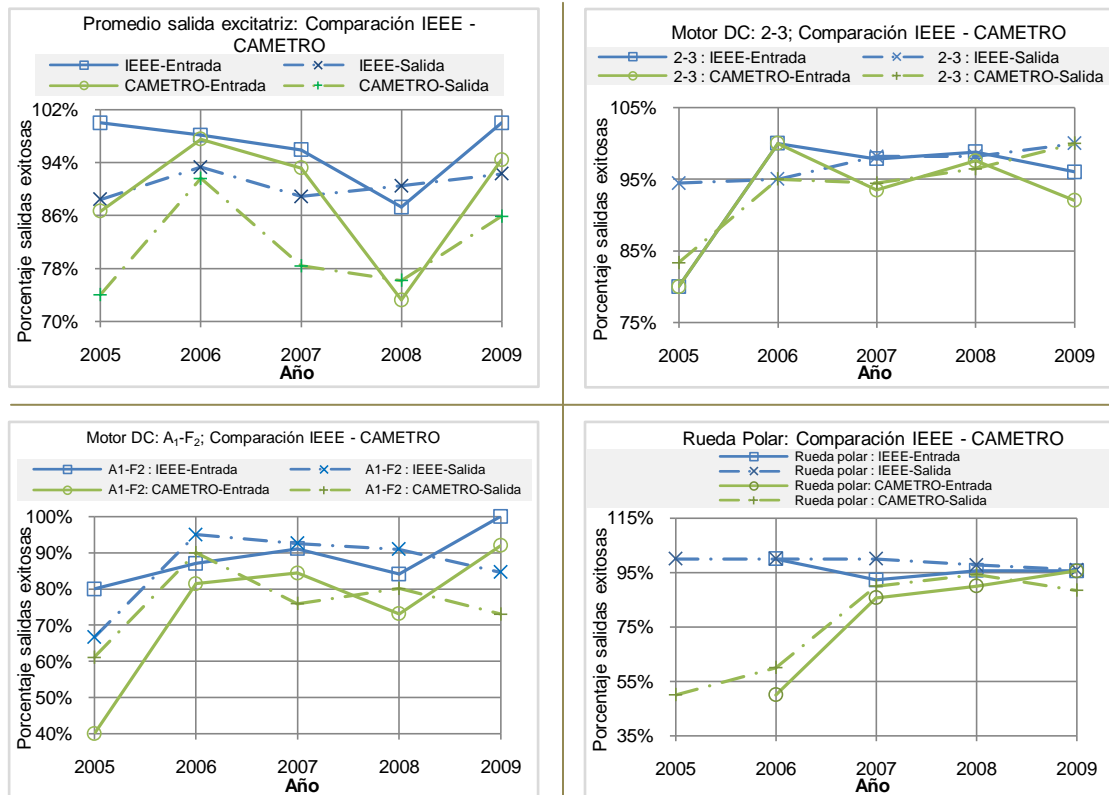 Promedio salida excitatriz: Comparación IEEE -
CAMETRO
IEEE-Entrada
IEEE-Salida
CAMETRO-Entrada
CAMETRO-Salida
Porcentaje salidas exitosas
102%
94%
86%
78%
70%
2005 2006 2007 2008 2009
Año
Motor DC: 2-3; Comparación IEEE - CAMETRO
2-3 : IEEE-Entrada
2-3 : IEEE-Salida
2-3 : CAMETRO-Entrada
2-3 : CAMETRO-Salida
Porcentaje salidas exitosas
105%
95%
85%
75%
2005 2006 2007 2008 2009
Año
Motor DC: A₁-F₂; Comparación IEEE - CAMETRO
A1-F2 : IEEE-Entrada
A1-F2 : IEEE-Salida
A1-F2: CAMETRO-Entrada
A1-F2 : CAMETRO-Salida
Porcentaje salidas exitosas
100%
90%
80%
70%
60%
50%
40%
2005 2006 2007 2008 2009
Año
Rueda Polar: Comparación IEEE - CAMETRO
Rueda polar : IEEE-Entrada
Rueda polar : IEEE-Salida
Rueda polar: CAMETRO-Entrada
Rueda polar : CAMETRO-Salida
Porcentaje salidas exitosas
115%
95%
75%
55%
35%
2005 2006 2007 2008 2009
Año